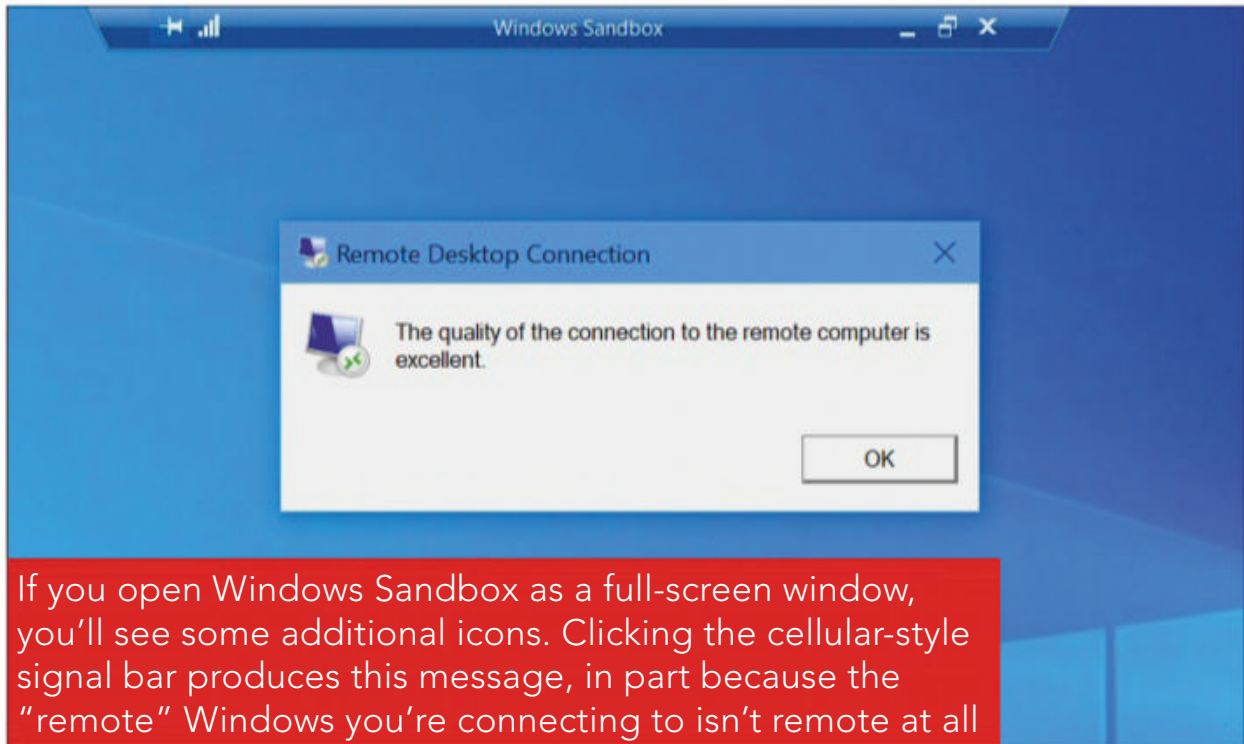 Windows Sandbox
Remote Desktop Connection
The quality of the connection to the remote computer is
excellent.
OK
If you open Windows Sandbox as a full-screen window,
you’ll see some additional icons. Clicking the cellular-style
signal bar produces this message, in part because the
“remote” Windows you’re connecting to isn’t remote at all